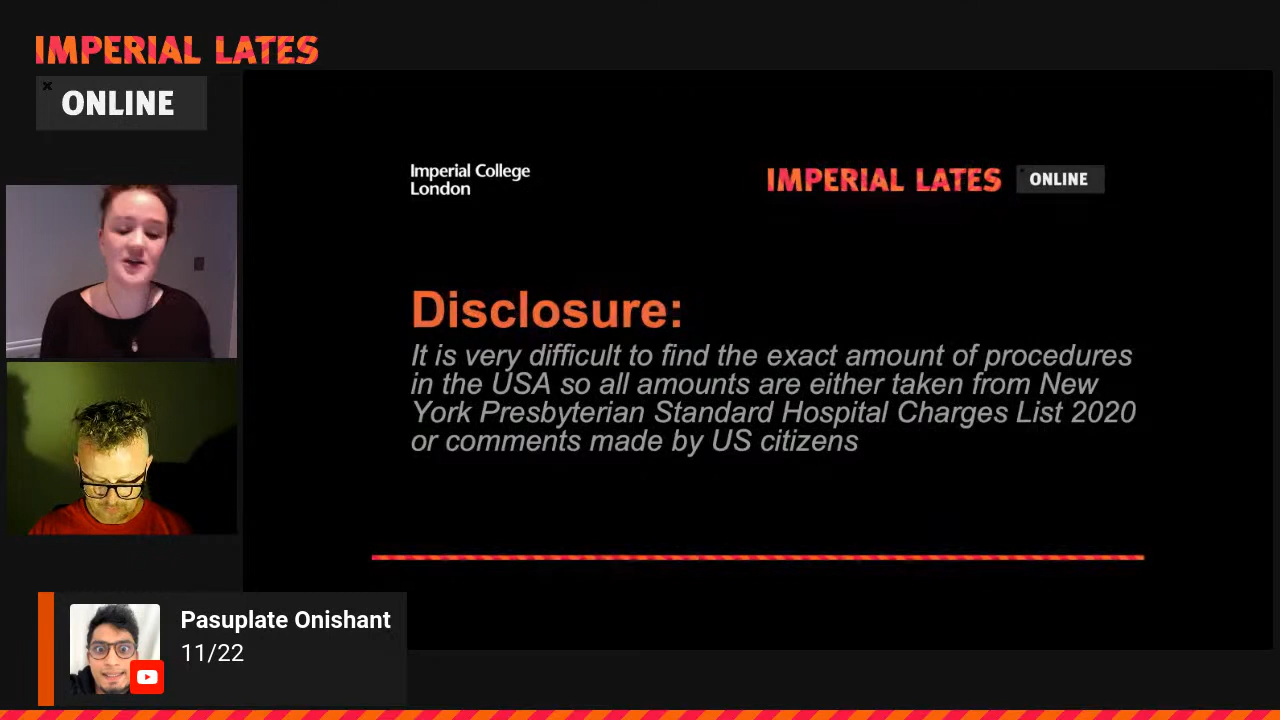 IMPERIAL LATES
ONLINE
Imperial College
London
IMPERIAL LATES ONLINE
Disclosure:
It is very difficult to find the exact amount of procedures
in the USA so all amounts are either taken from New
York Presbyterian Standard Hospital Charges List 2020
or comments made by US citizens
Pasuplate Onishant
11/22